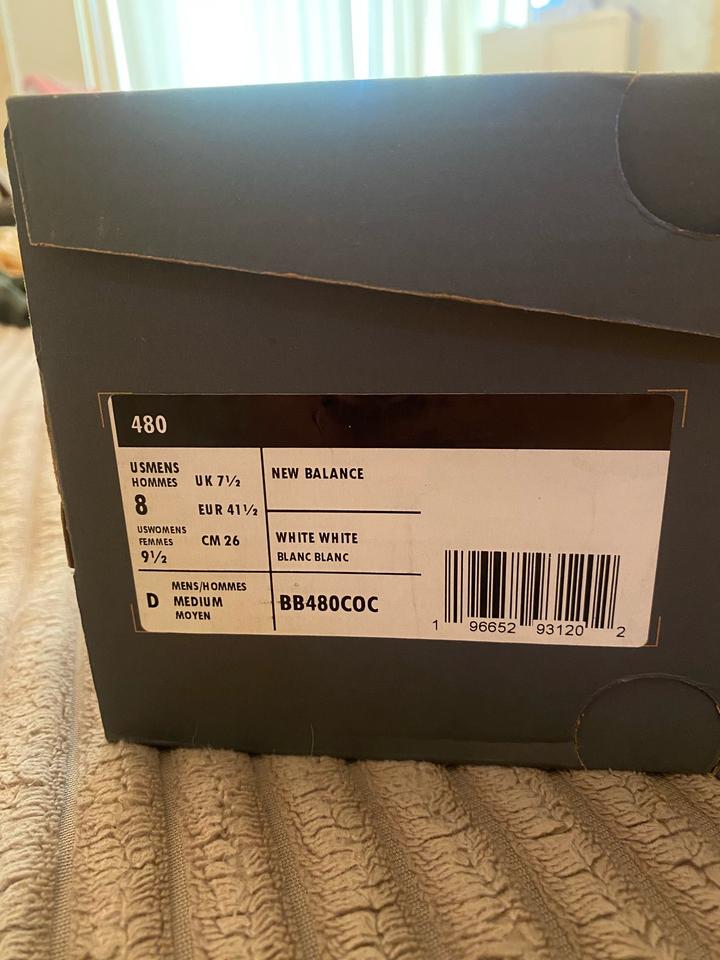 480
USMENS
HOMMES
8
UK 7½
EUR 41½
USWOMENS
FEMMES
9½
CM 26
D
MENS/HOMMES
MEDIUM
MOYEN
NEW BALANCE
WHITE WHITE
BLANC BLANC
BB480COC
1 96652 93120 2